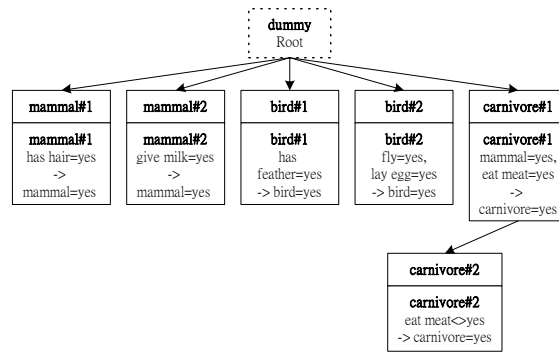 dummy
Root
mammal#1
mammal#1
has hair=yes
->
mammal=yes
mammal#2
mammal#2
give milk=yes
->
mammal=yes
bird#1
bird#1
has
feather=yes
-> bird=yes
bird#2
bird#2
fly=yes,
lay egg=yes
-> bird=yes
carnivore#1
carnivore#1
mammal=yes,
eat meat=yes
->
carnivore=yes
carnivore#2
carnivore#2
eat meat<>yes
-> carnivore=yes